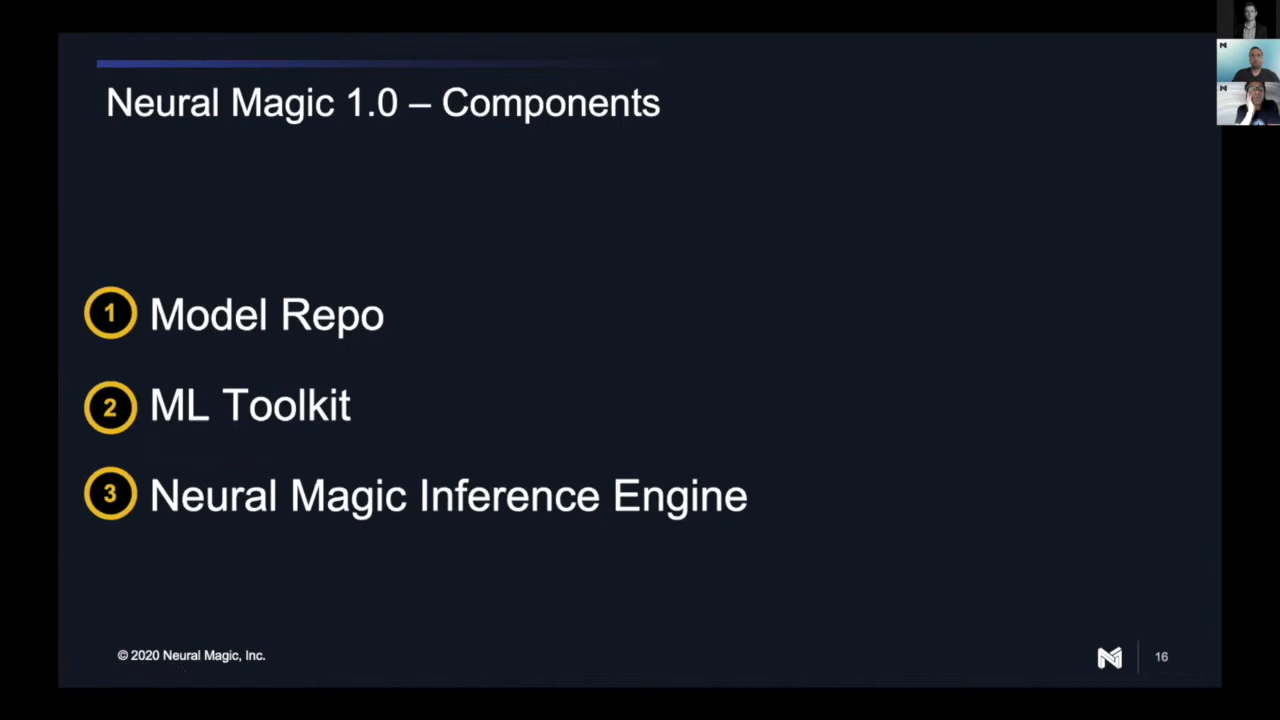 Neural Magic 1.0 – Components
1 Model Repo
2 ML Toolkit
3 Neural Magic Inference Engine
© 2020 Neural Magic, Inc.
16